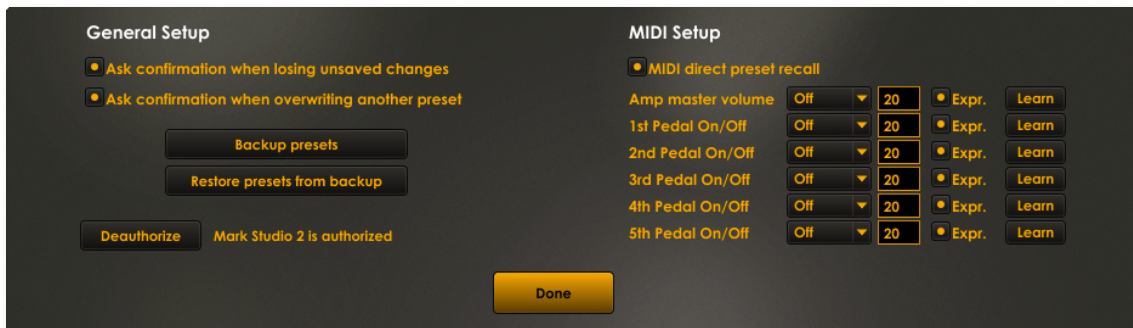 General Setup
Ask confirmation when losing unsaved changes
Ask confirmation when overwriting another preset
Backup presets
Restore presets from backup
Deauthorize Mark Studio 2 is authorized
MIDI Setup
MIDI direct preset recall
Amp master volume Off 20 Expr. Learn
1st Pedal On/Off Off 20 Expr. Learn
2nd Pedal On/Off Off 20 Expr. Learn
3rd Pedal On/Off Off 20 Expr. Learn
4th Pedal On/Off Off 20 Expr. Learn
5th Pedal On/Off Off 20 Expr. Learn
Done